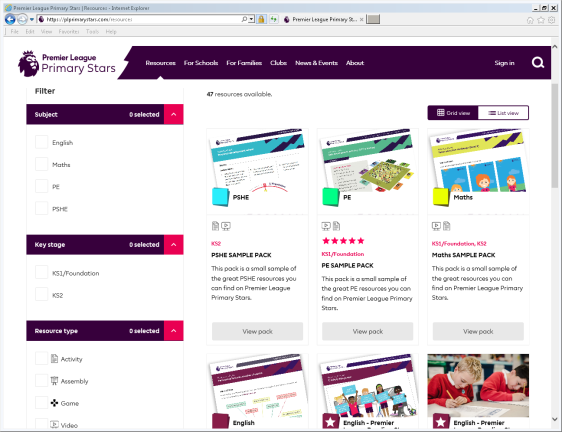 Premier League Primary Stars | Resources - Internet Explorer
https://plprimarystars.com/resources
Premier League Primary St...
File Edit View Favorites Tools Help
Premier League
Primary Stars
Resources For Schools For Families Clubs News & Events About Sign in
Filter
47 resources available.
Grid view List view
Subject 0 selected
English
Maths
PE
PSHE
Key stage 0 selected
KS1/Foundation
KS2
Resource type 0 selected
Activity
Assembly
Game
Video
PSHE
KS2
PSHE SAMPLE PACK
This pack is a small sample of
the great PSHE resources you
can find on Premier League
Primary Stars.
View pack
PE
KS1/Foundation
PE SAMPLE PACK
This pack is a small sample of
the great PE resources you can
find on Premier League Primary
Stars.
View pack
Maths
KS1/Foundation, KS2
Maths SAMPLE PACK
This pack is a small sample of
the great resources you can
find on Premier League Primary
Stars.
View pack
English
English - Premier
English - Premier